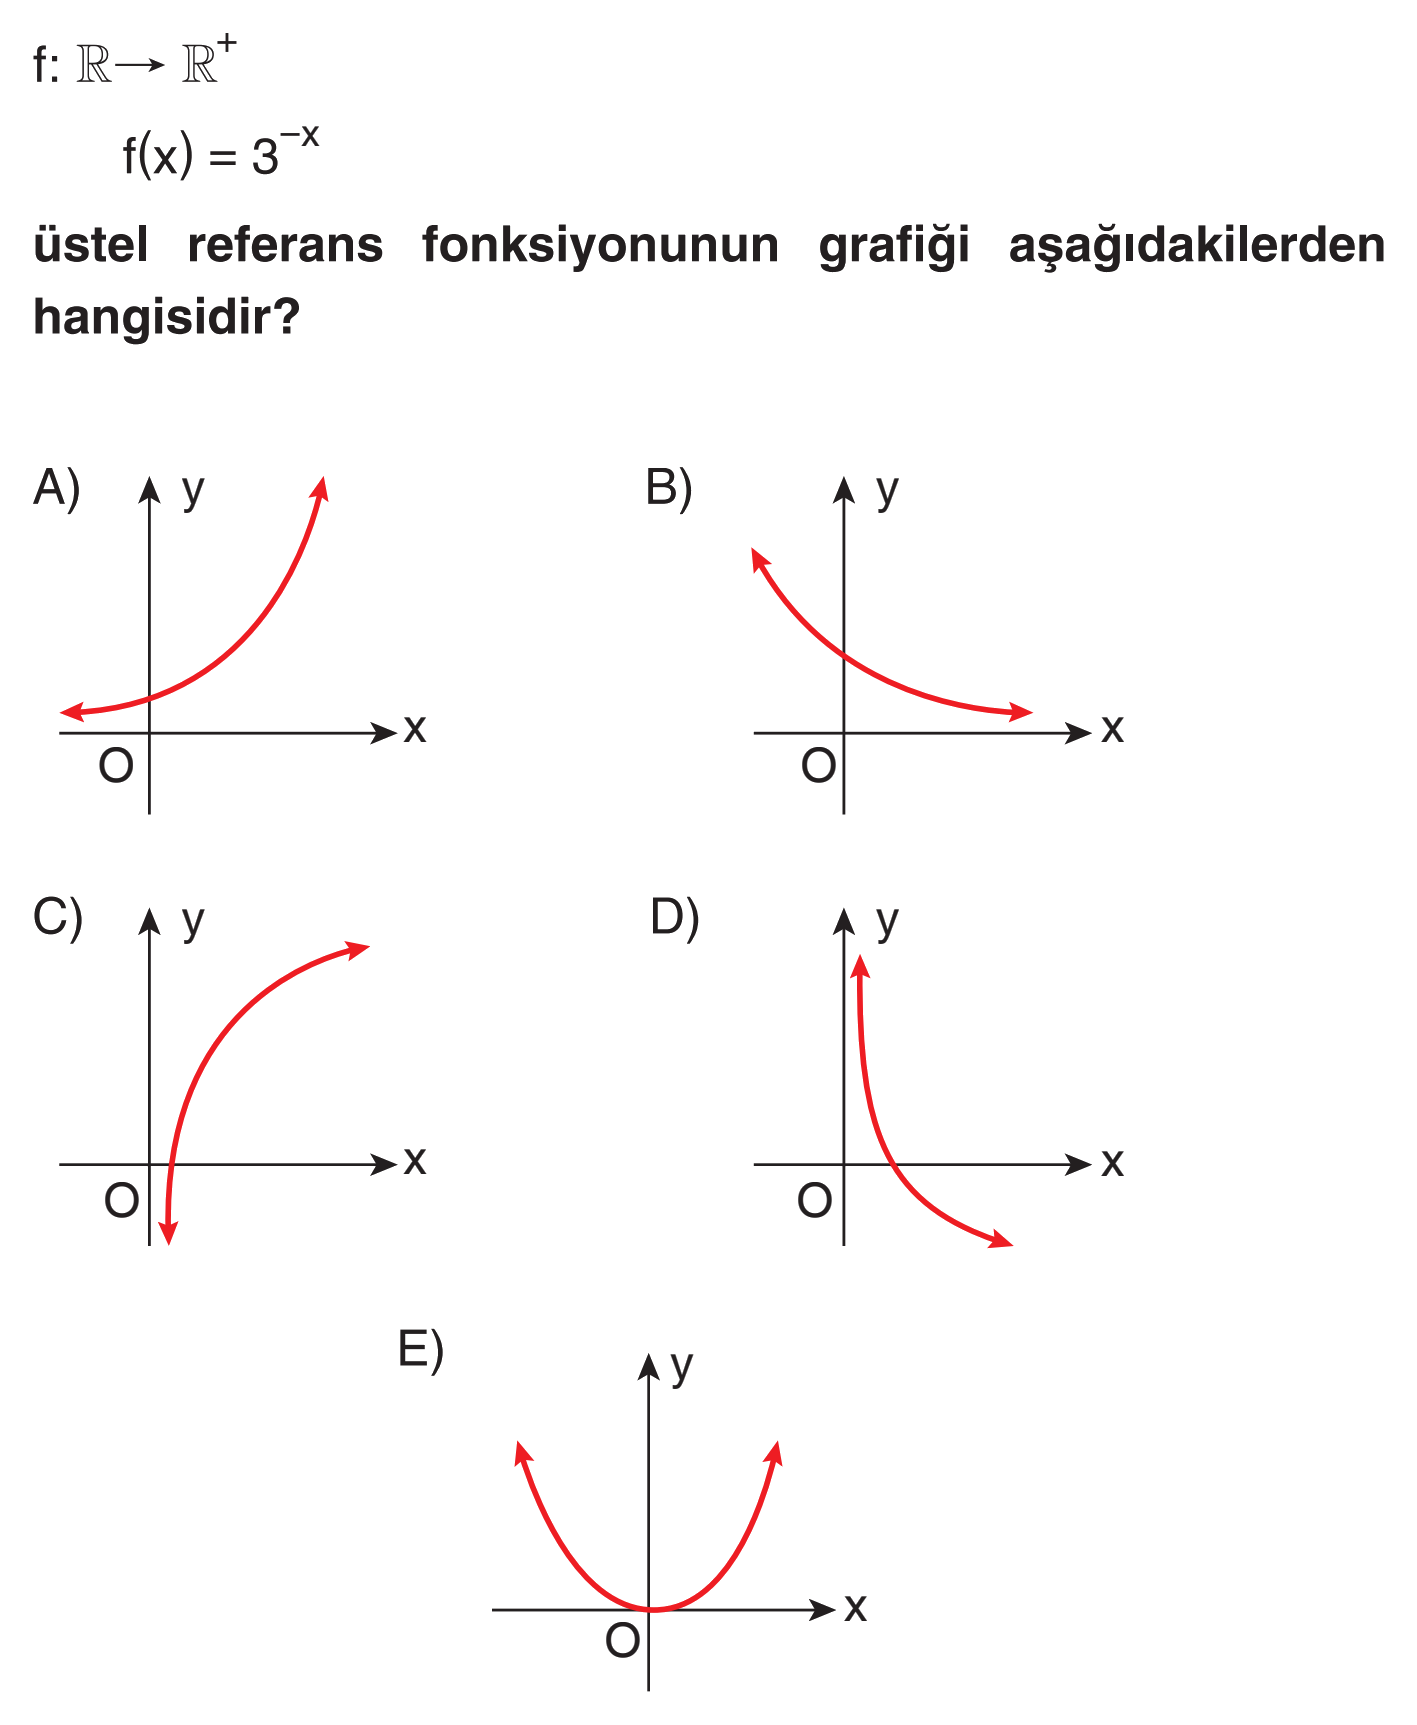 f: ℝ→ ℝ⁺
f(x) = 3⁻ˣ
üstel referans fonksiyonunun grafiği aşağıdakilerden
hangisidir?
A) y x O
B) y x O
C) y x O
D) y x O
E) y x O